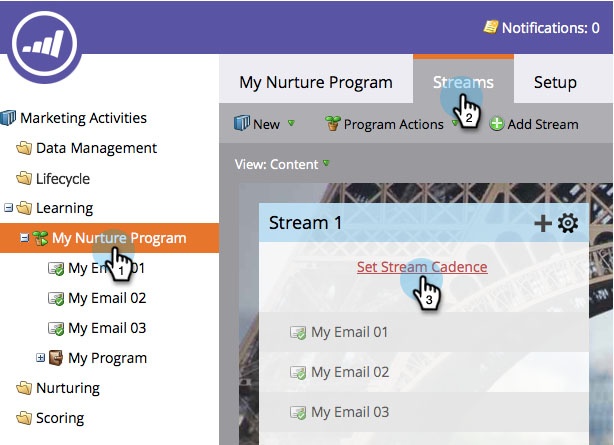 Notifications: 0
My Nurture Program
Streams
Setup
Marketing Activities
New
Program Actions
Add Stream
Data Management
Lifecycle
View: Content
Learning
Stream 1
My Nurture Program
1
2
Set Stream Cadence
3
My Email 01
My Email 02
My Email 03
My Program
Nurturing
Scoring
My Email 01
My Email 02
My Email 03